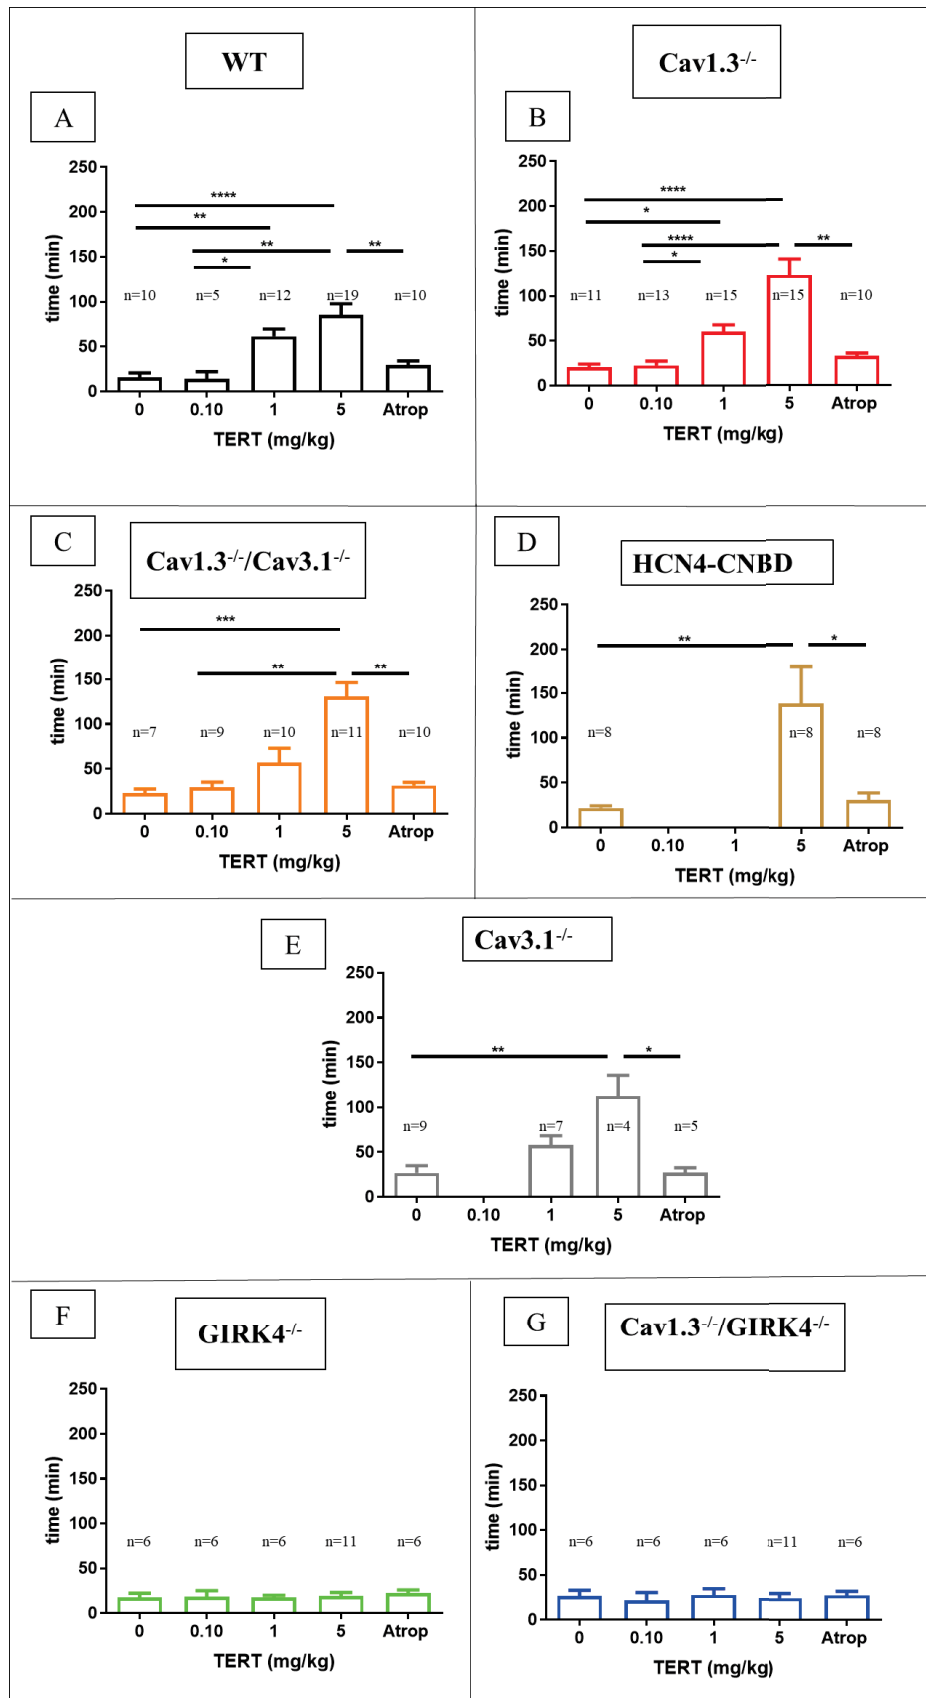 WT
A
250
200
150
100
50
0
time (min)
****
**
**
**
*
n=10 n=5 n=12 n=19 n=10
0 0.10 1 5 Atrop
TERT (mg/kg)
Cav1.3-/-
B
250
200
150
100
50
0
time (min)
****
*
****
**
*
n=11 n=13 n=15 n=15 n=10
0 0.10 1 5 Atrop
TERT (mg/kg)
C
Cav1.3-/-/Cav3.1-/-
250
200
150
100
50
0
time (min)
***
**
**
n=7 n=9 n=10 n=11 n=10
0 0.10 1 5 Atrop
TERT (mg/kg)
D
HCN4-CNBD
250
200
150
100
50
0
time (min)
**
*
n=8 n=8 n=8
0 0.10 1 5 Atrop
TERT (mg/kg)
E
Cav3.1-/-
250
200
150
100
50
0
time (min)
**
*
n=9 n=7 n=4 n=5
0 0.10 1 5 Atrop
TERT (mg/kg)
F
GIRK4-/-
250
200
150
100
50
0
time (min)
n=6 n=6 n=6 n=11 n=6
0 0.10 1 5 Atrop
TERT (mg/kg)
G
Cav1.3-/-/GIRK4-/-
250
200
150
100
50
0
time (min)
n=6 n=6 n=6 n=11 n=6
0 0.10 1 5 Atrop
TERT (mg/kg)